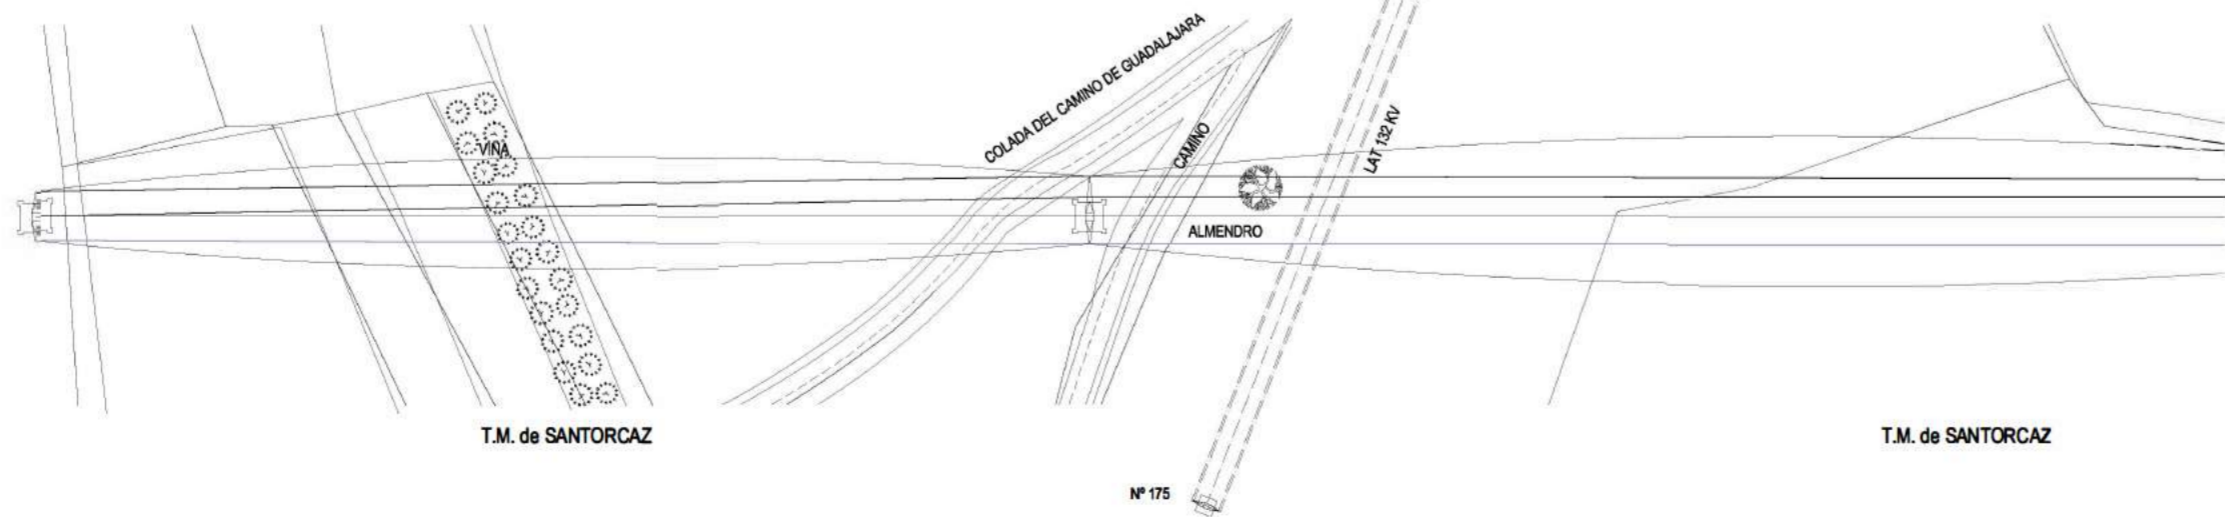 COLADA DEL CAMINO DE GUADALAJARA
VIÑA
CAMINO
LAT 132 KV
ALMENDRO
T.M. de SANTORCAZ
T.M. de SANTORCAZ
Nº 175